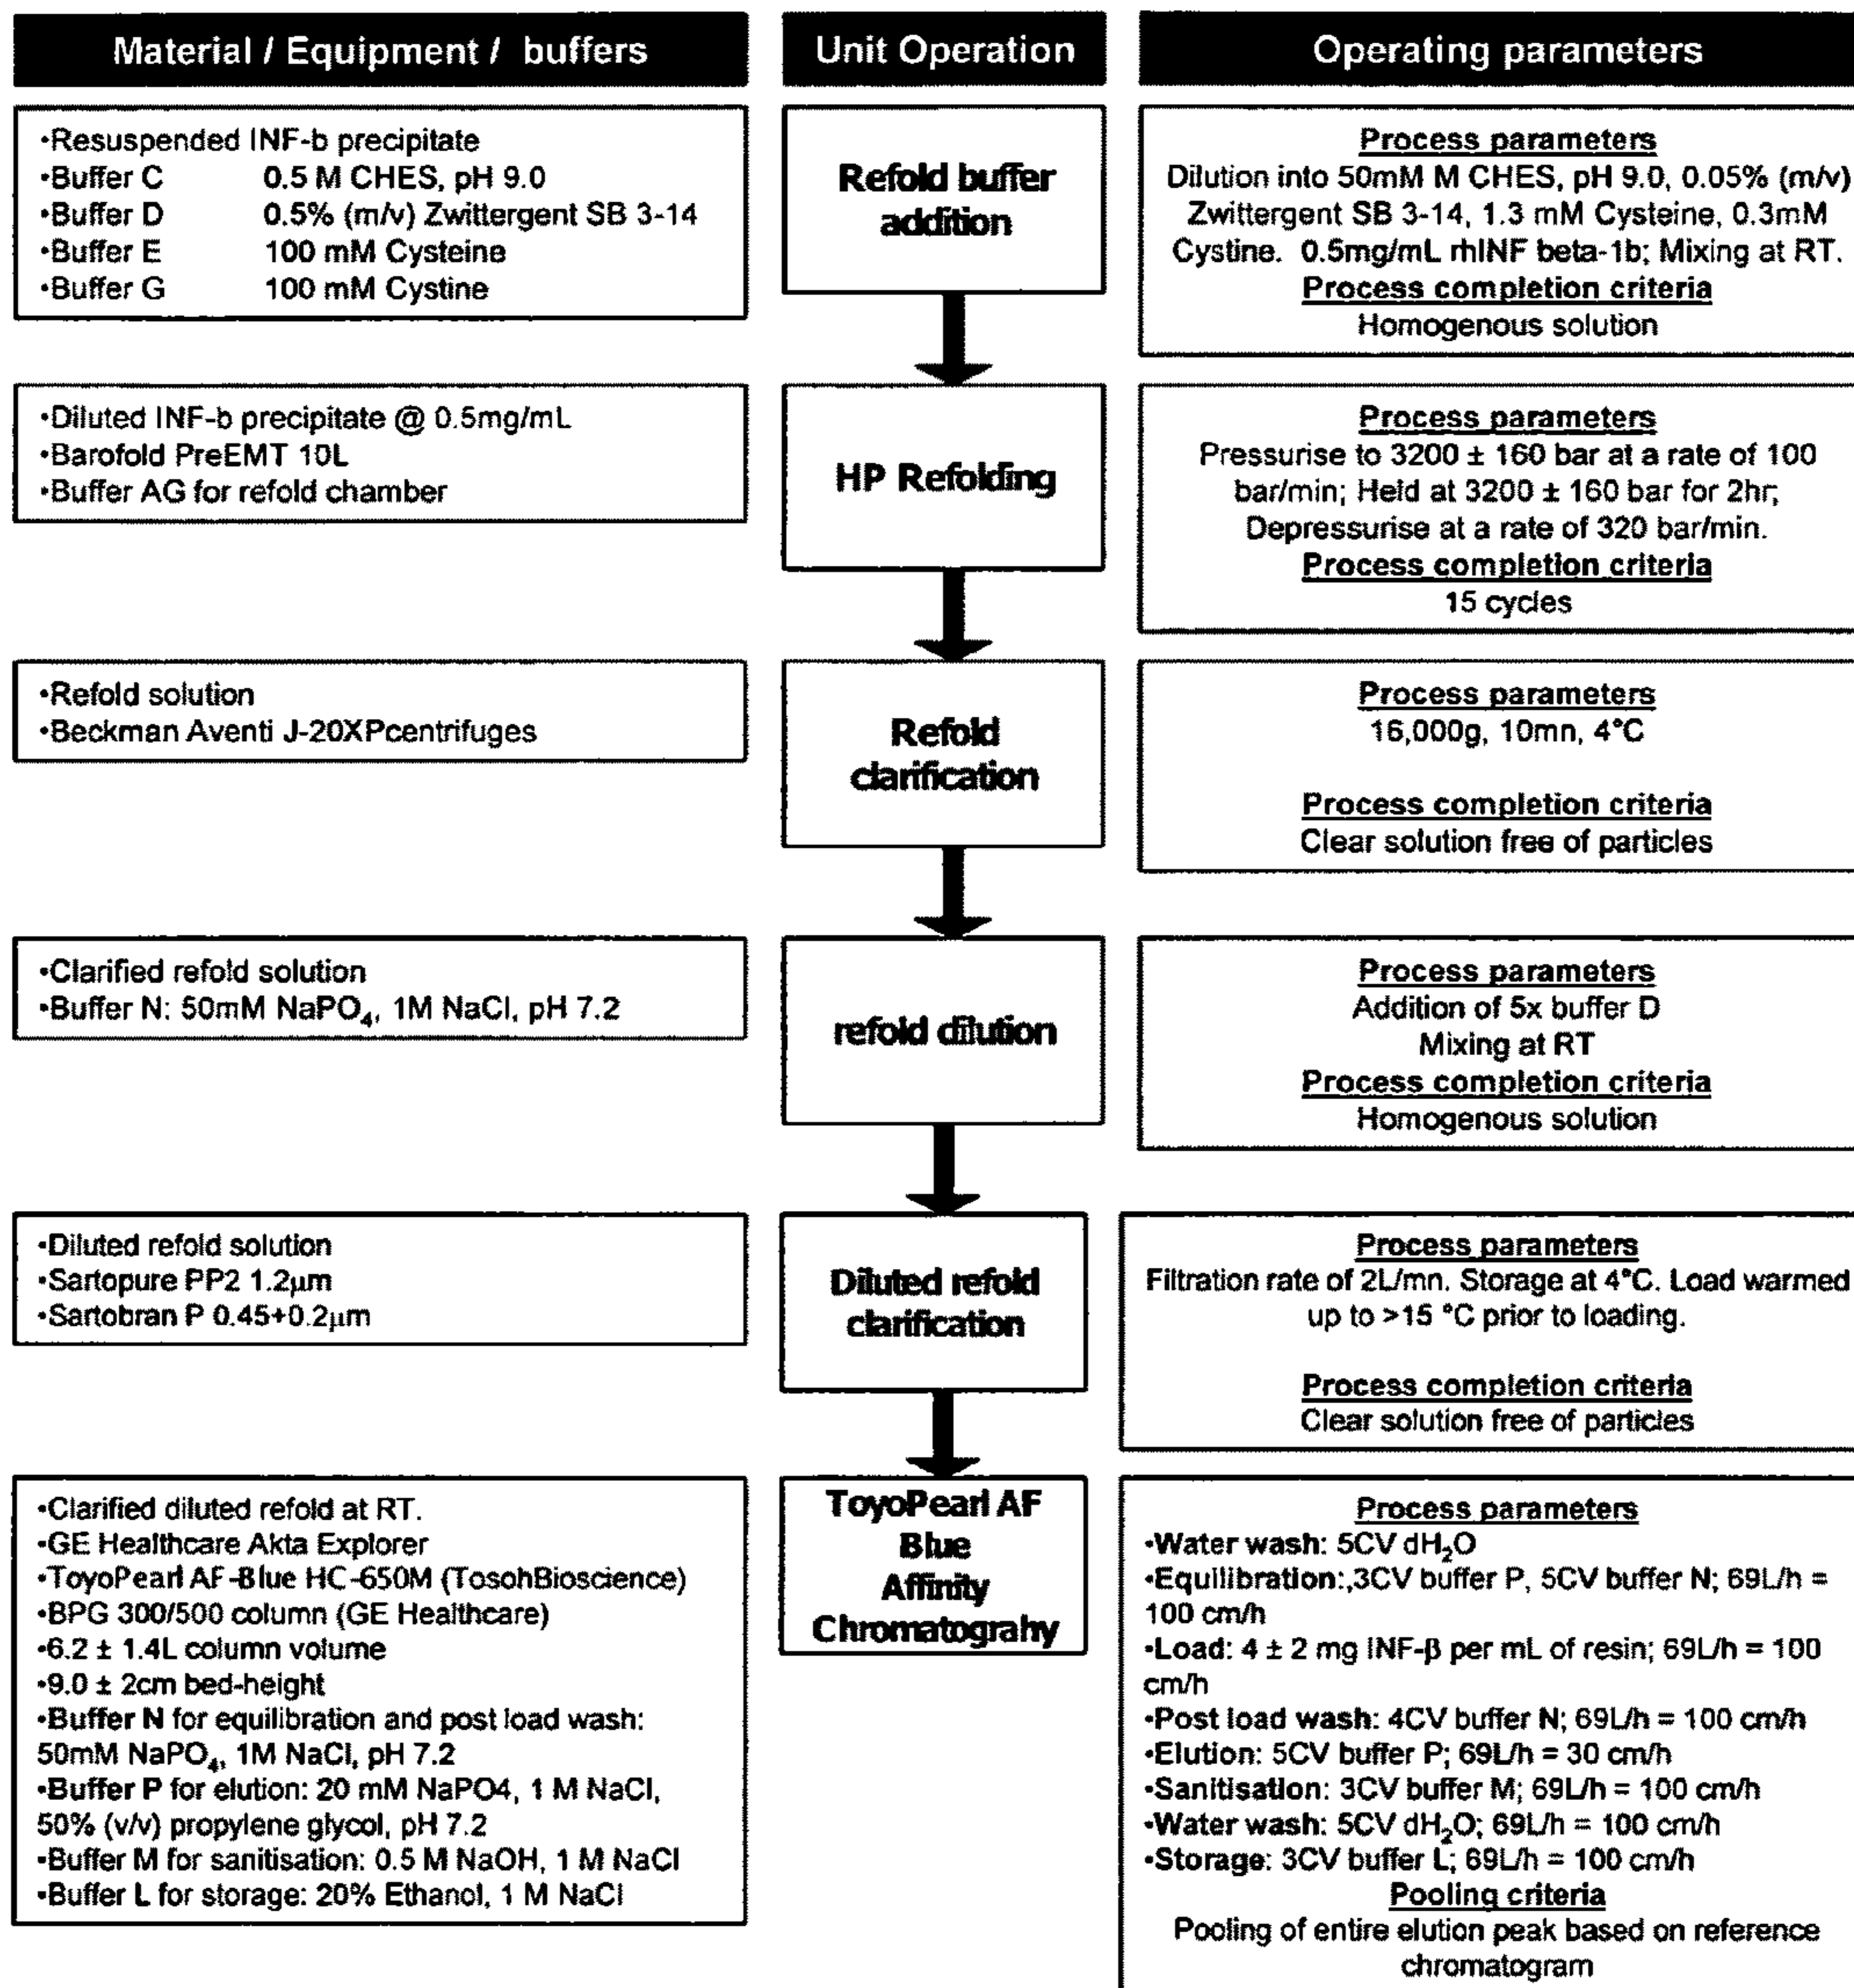 Material / Equipment / buffers
Unit Operation
Operating parameters
•Resuspended INF-b precipitate
•Buffer C 0.5 M CHES, pH 9.0
•Buffer D 0.5% (m/v) Zwittergent SB 3-14
•Buffer E 100 mM Cysteine
•Buffer G 100 mM Cystine
Refold buffer
addition
Process parameters
Dilution into 50mM M CHES, pH 9.0, 0.05% (m/v)
Zwittergent SB 3-14, 1.3 mM Cysteine, 0.3mM
Cystine. 0.5mg/mL rhINF beta-1b; Mixing at RT.
Process completion criteria
Homogenous solution
•Diluted INF-b precipitate @ 0.5mg/mL
•Barofold PreEMT 10L
•Buffer AG for refold chamber
HP Refolding
Process parameters
Pressurise to 3200 ± 160 bar at a rate of 100
bar/min; Held at 3200 ± 160 bar for 2hr;
Depressurise at a rate of 320 bar/min.
Process completion criteria
15 cycles
•Refold solution
•Beckman Aventi J-20XPcentrifuges
Refold
clarification
Process parameters
16,000g, 10mn, 4°C
Process completion criteria
Clear solution free of particles
•Clarified refold solution
•Buffer N: 50mM NaPO₄, 1M NaCl, pH 7.2
refold dilution
Process parameters
Addition of 5x buffer D
Mixing at RT
Process completion criteria
Homogenous solution
•Diluted refold solution
•Sartopure PP2 1.2µm
•Sartobran P 0.45+0.2µm
Diluted refold
clarification
Process parameters
Filtration rate of 2L/mn. Storage at 4°C. Load warmed
up to >15 °C prior to loading.
Process completion criteria
Clear solution free of particles
•Clarified diluted refold at RT.
•GE Healthcare Akta Explorer
•ToyoPearl AF-Blue HC-650M (TosohBioscience)
•BPG 300/500 column (GE Healthcare)
•6.2 ± 1.4L column volume
•9.0 ± 2cm bed-height
•Buffer N for equilibration and post load wash:
50mM NaPO₄, 1M NaCl, pH 7.2
•Buffer P for elution: 20 mM NaPO4, 1 M NaCl,
50% (v/v) propylene glycol, pH 7.2
•Buffer M for sanitisation: 0.5 M NaOH, 1 M NaCl
•Buffer L for storage: 20% Ethanol, 1 M NaCl
ToyoPearl AF
Blue
Affinity
Chromatograhy
Process parameters
•Water wash: 5CV dH₂O
•Equilibration:,3CV buffer P, 5CV buffer N; 69L/h =
100 cm/h
•Load: 4 ± 2 mg INF-β per mL of resin; 69L/h = 100
cm/h
•Post load wash: 4CV buffer N; 69L/h = 100 cm/h
•Elution: 5CV buffer P; 69L/h = 30 cm/h
•Sanitisation: 3CV buffer M; 69L/h = 100 cm/h
•Water wash: 5CV dH₂O; 69L/h = 100 cm/h
•Storage: 3CV buffer L; 69L/h = 100 cm/h
Pooling criteria
Pooling of entire elution peak based on reference
chromatogram